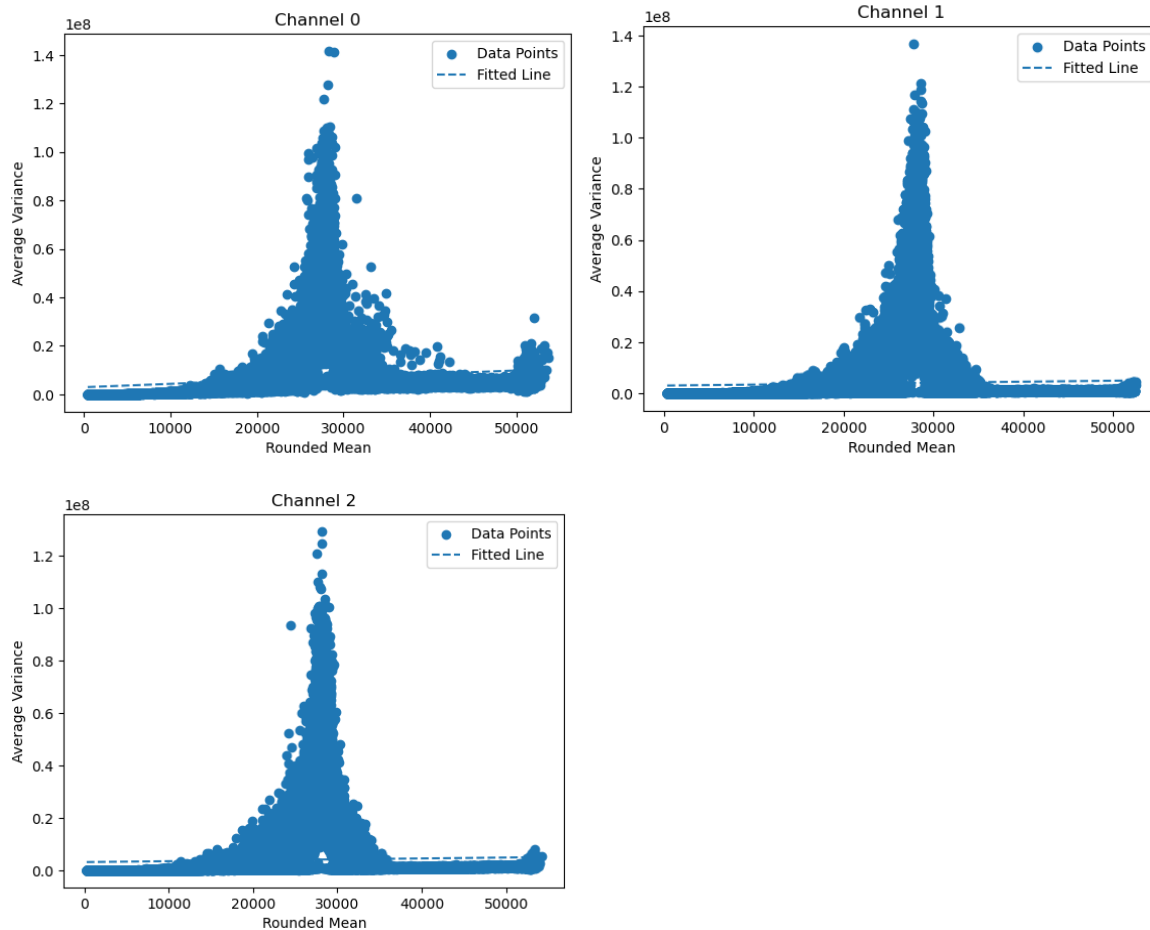 Channel 0
1e8
Data Points
Fitted Line
1.4
1.2
1.0
0.8
0.6
0.4
0.2
0.0
Average Variance
0 10000 20000 30000 40000 50000
Rounded Mean
Channel 1
1e8
Data Points
Fitted Line
1.4
1.2
1.0
0.8
0.6
0.4
0.2
0.0
Average Variance
0 10000 20000 30000 40000 50000
Rounded Mean
Channel 2
1e8
Data Points
Fitted Line
1.2
1.0
0.8
0.6
0.4
0.2
0.0
Average Variance
0 10000 20000 30000 40000 50000
Rounded Mean